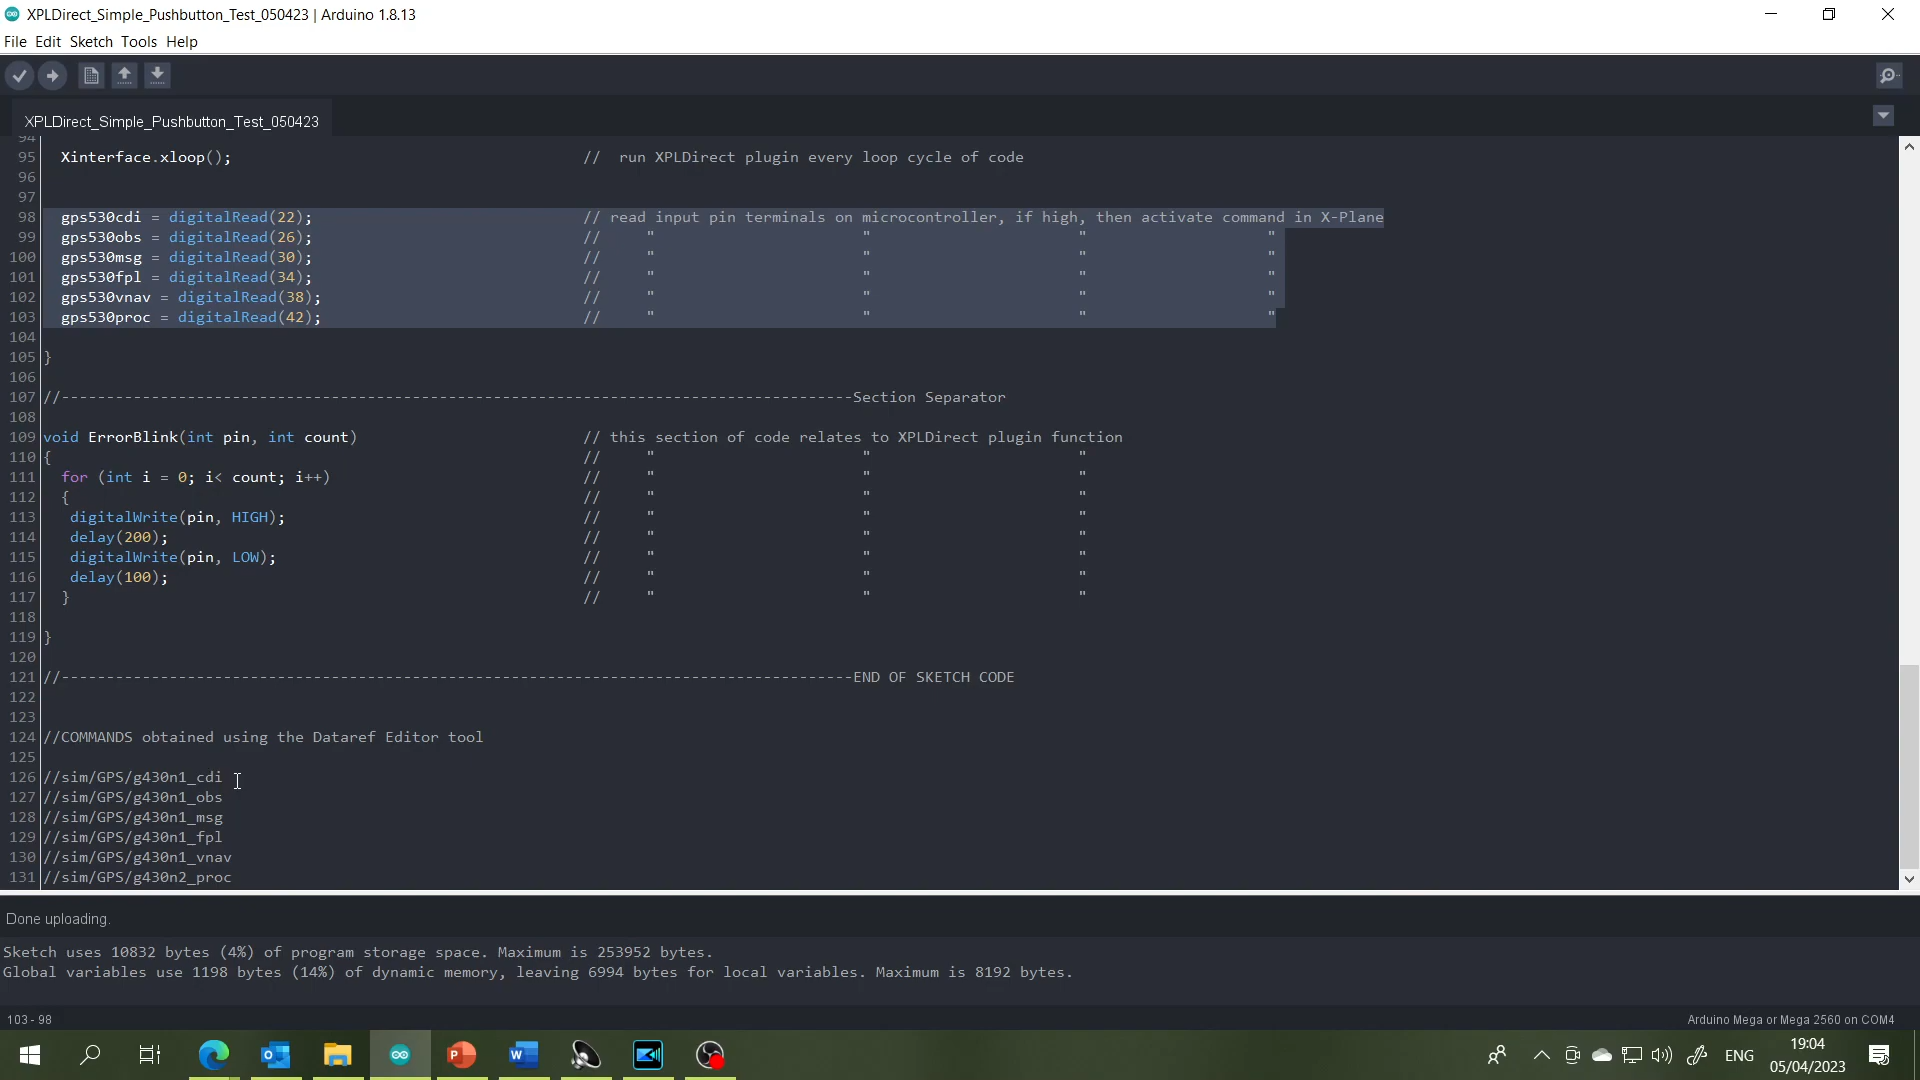 XPLDirect_Simple_Pushbutton_Test_050423 | Arduino 1.8.13
File Edit Sketch Tools Help
XPLDirect_Simple_Pushbutton_Test_050423
94
95 Xinterface.xloop(); // run XPLDirect plugin every loop cycle of code
96
97
98 gps530cdi = digitalRead(22); // read input pin terminals on microcontroller, if high, then activate command in X-Plane
99 gps530obs = digitalRead(26); // " " " "
100 gps530msg = digitalRead(30); // " " " "
101 gps530fpl = digitalRead(34); // " " " "
102 gps530vnav = digitalRead(38); // " " " "
103 gps530proc = digitalRead(42); // " " " "
104
105 }
106
107 //----------------------------------------------------------------------------------------Section Separator
108
109 void ErrorBlink(int pin, int count) // this section of code relates to XPLDirect plugin function
110 { // " " "
111 for (int i = 0; i< count; i++) // " " "
112 { // " " "
113 digitalWrite(pin, HIGH); // " " "
114 delay(200); // " " "
115 digitalWrite(pin, LOW); // " " "
116 delay(100); // " " "
117 } // " " "
118
119 }
120
121 //----------------------------------------------------------------------------------------END OF SKETCH CODE
122
123
124 //COMMANDS obtained using the Dataref Editor tool
125
126 //sim/GPS/g430n1_cdi
127 //sim/GPS/g430n1_obs
128 //sim/GPS/g430n1_msg
129 //sim/GPS/g430n1_fpl
130 //sim/GPS/g430n1_vnav
131 //sim/GPS/g430n2_proc
Done uploading.
Sketch uses 10832 bytes (4%) of program storage space. Maximum is 253952 bytes.
Global variables use 1198 bytes (14%) of dynamic memory, leaving 6994 bytes for local variables. Maximum is 8192 bytes.
103 - 98 Arduino Mega or Mega 2560 on COM4
ENG 19:04
05/04/2023